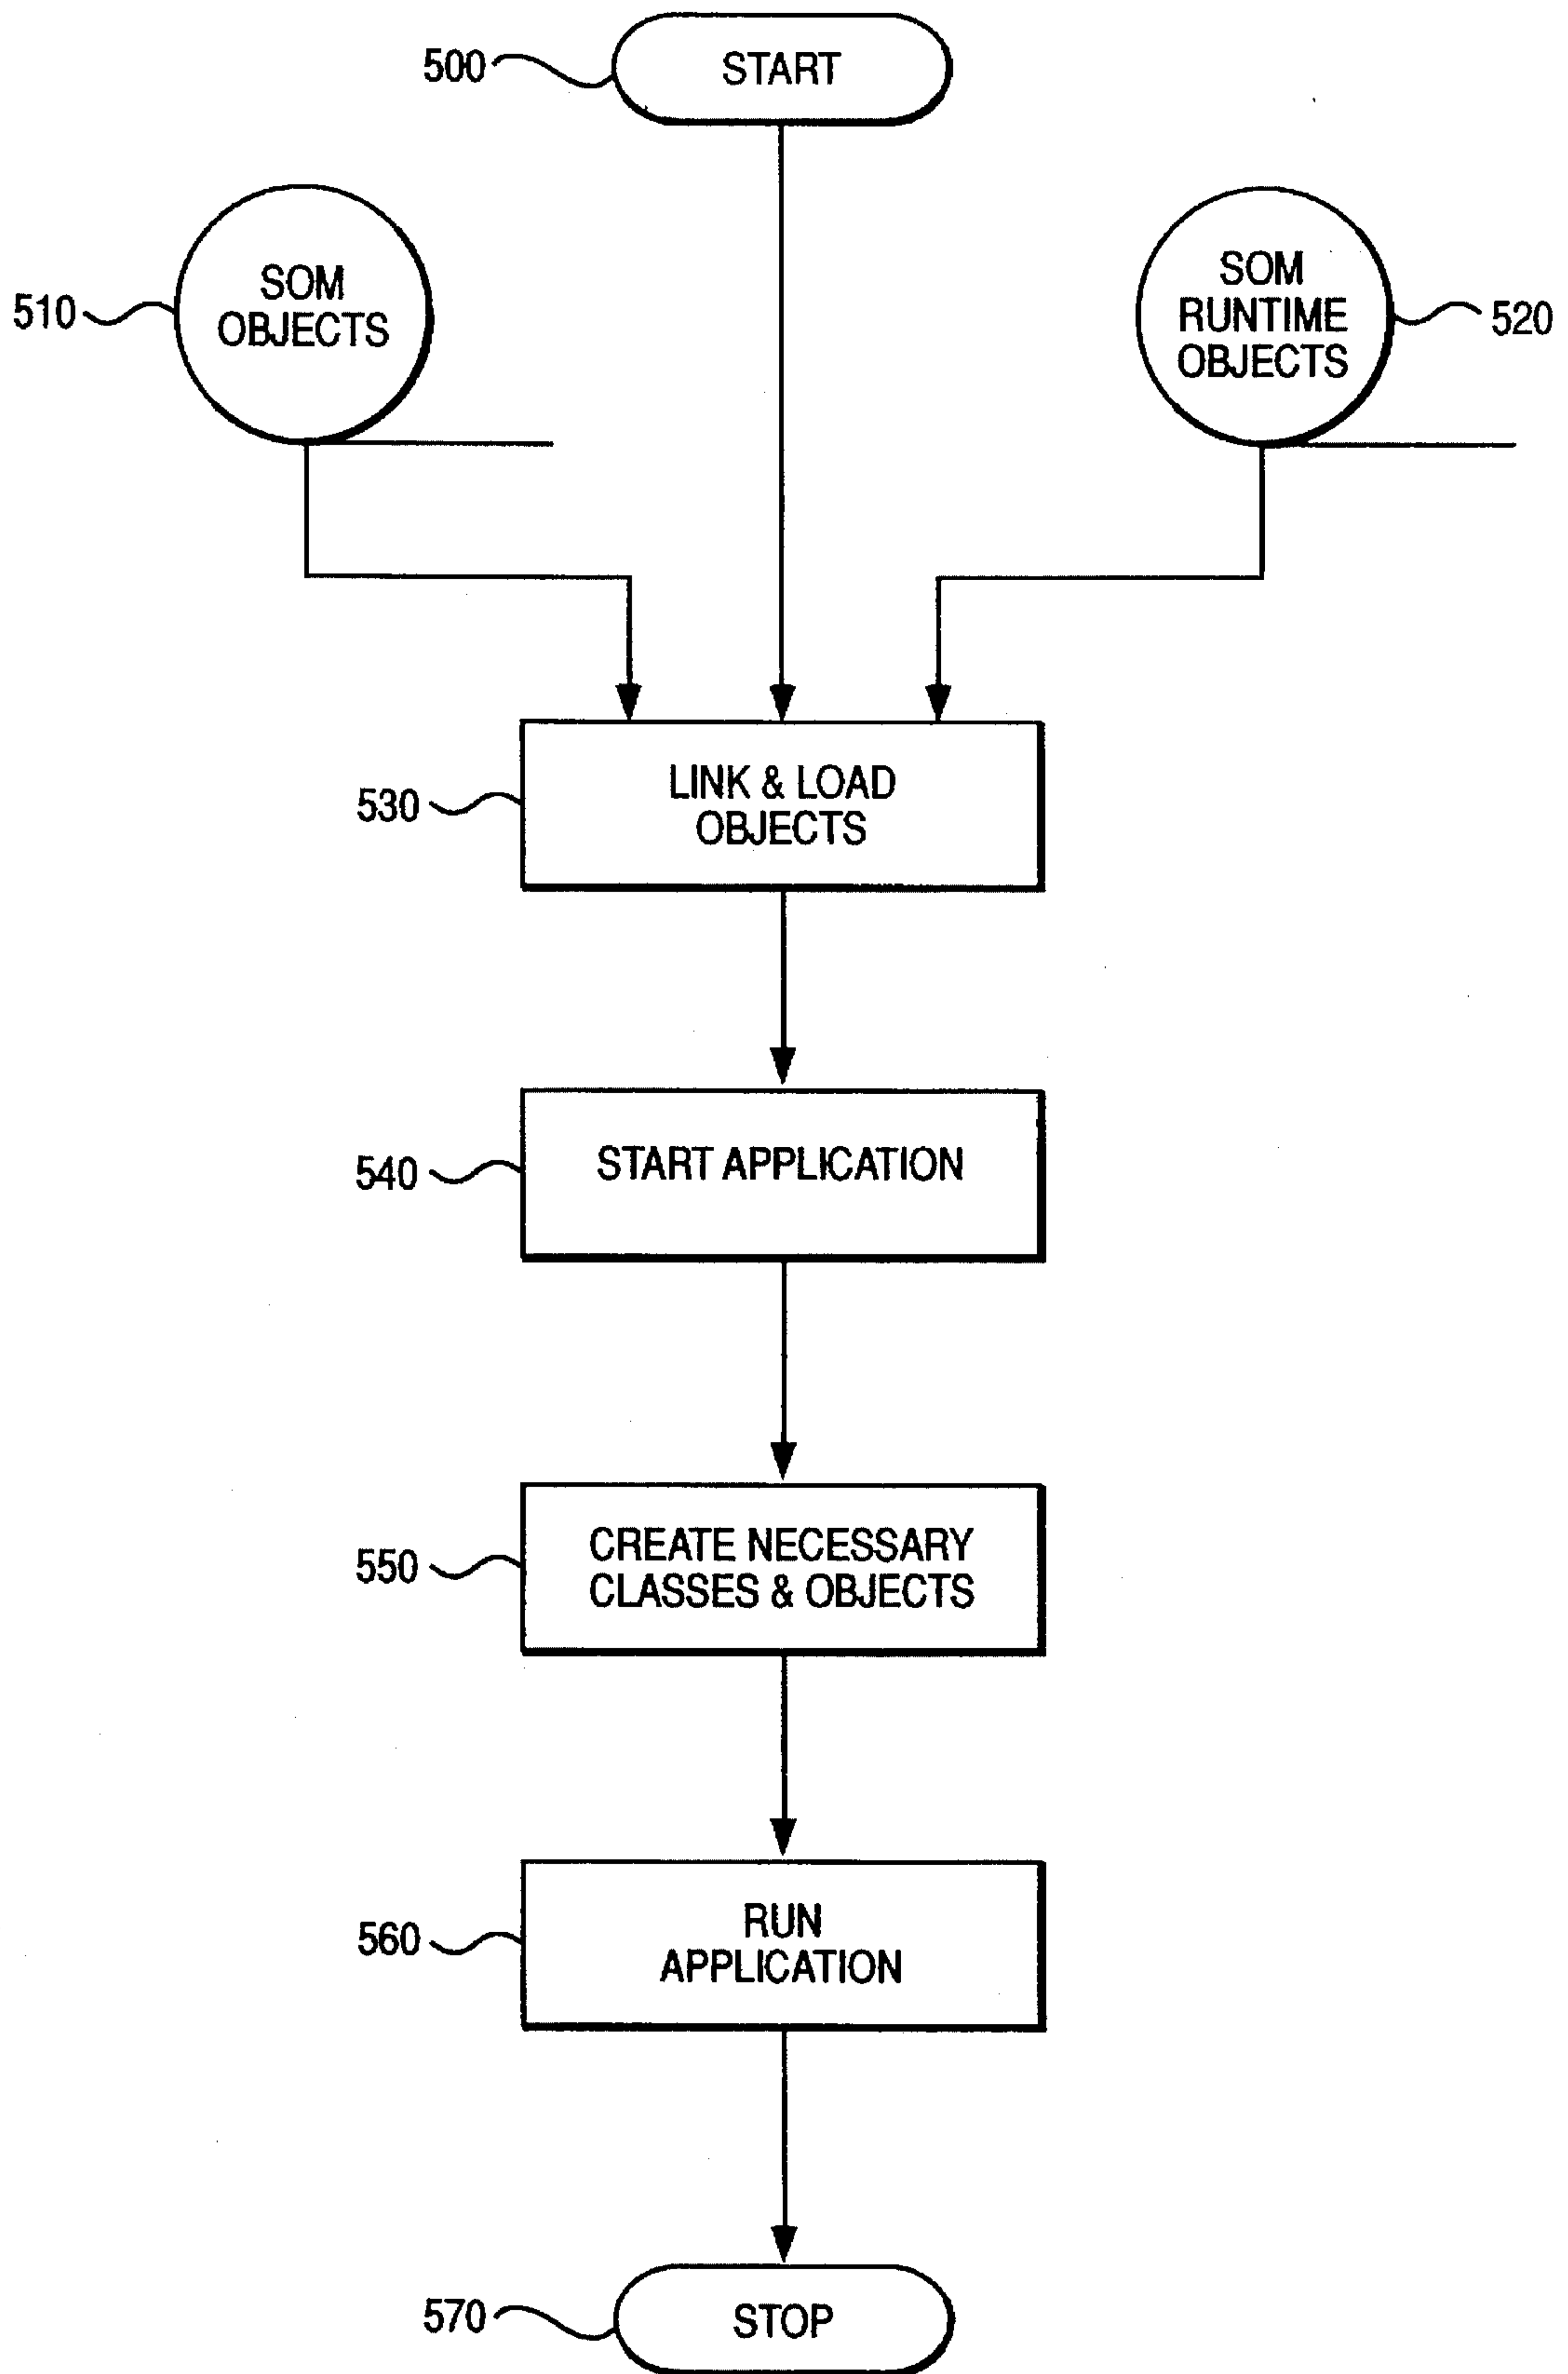 500
START
510
SOM
OBJECTS
SOM
RUNTIME
OBJECTS
520
530
LINK & LOAD
OBJECTS
540
START APPLICATION
550
CREATE NECESSARY
CLASSES & OBJECTS
560
RUN
APPLICATION
570
STOP